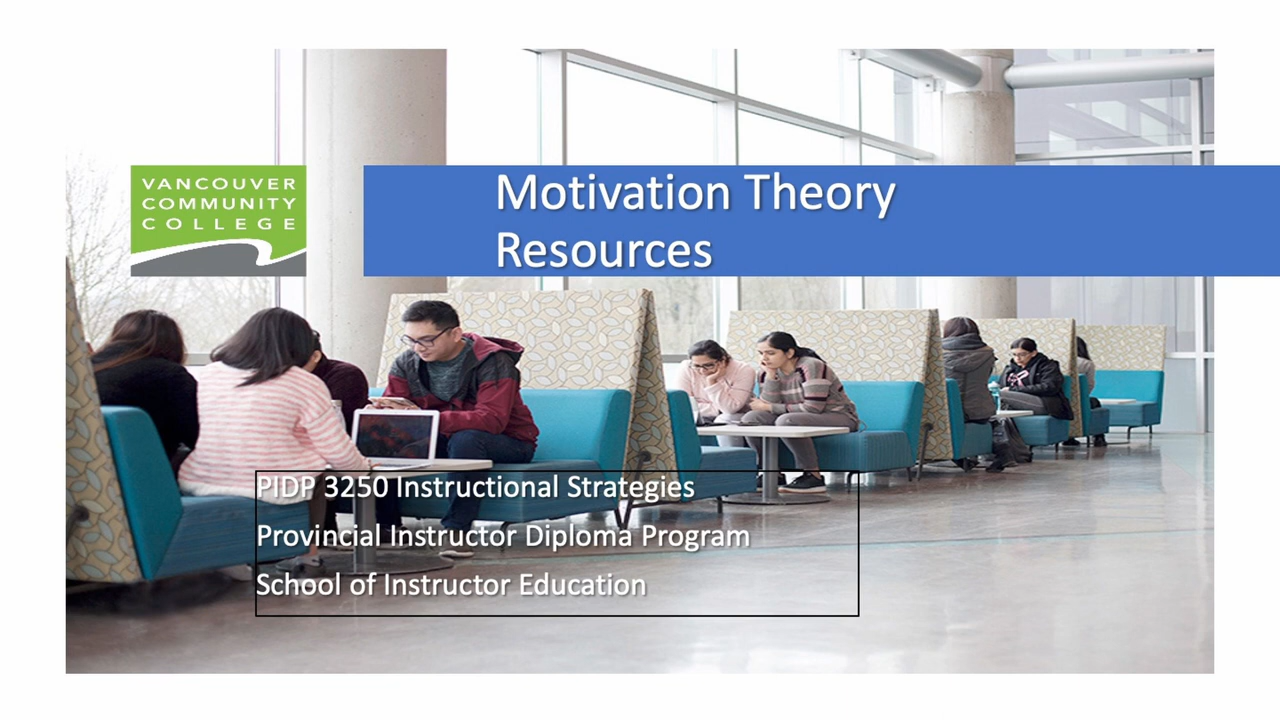 VANCOUVER
COMMUNITY
COLLEGE
Motivation Theory
Resources
PIDP 3250 Instructional Strategies
Provincial Instructor Diploma Program
School of Instructor Education